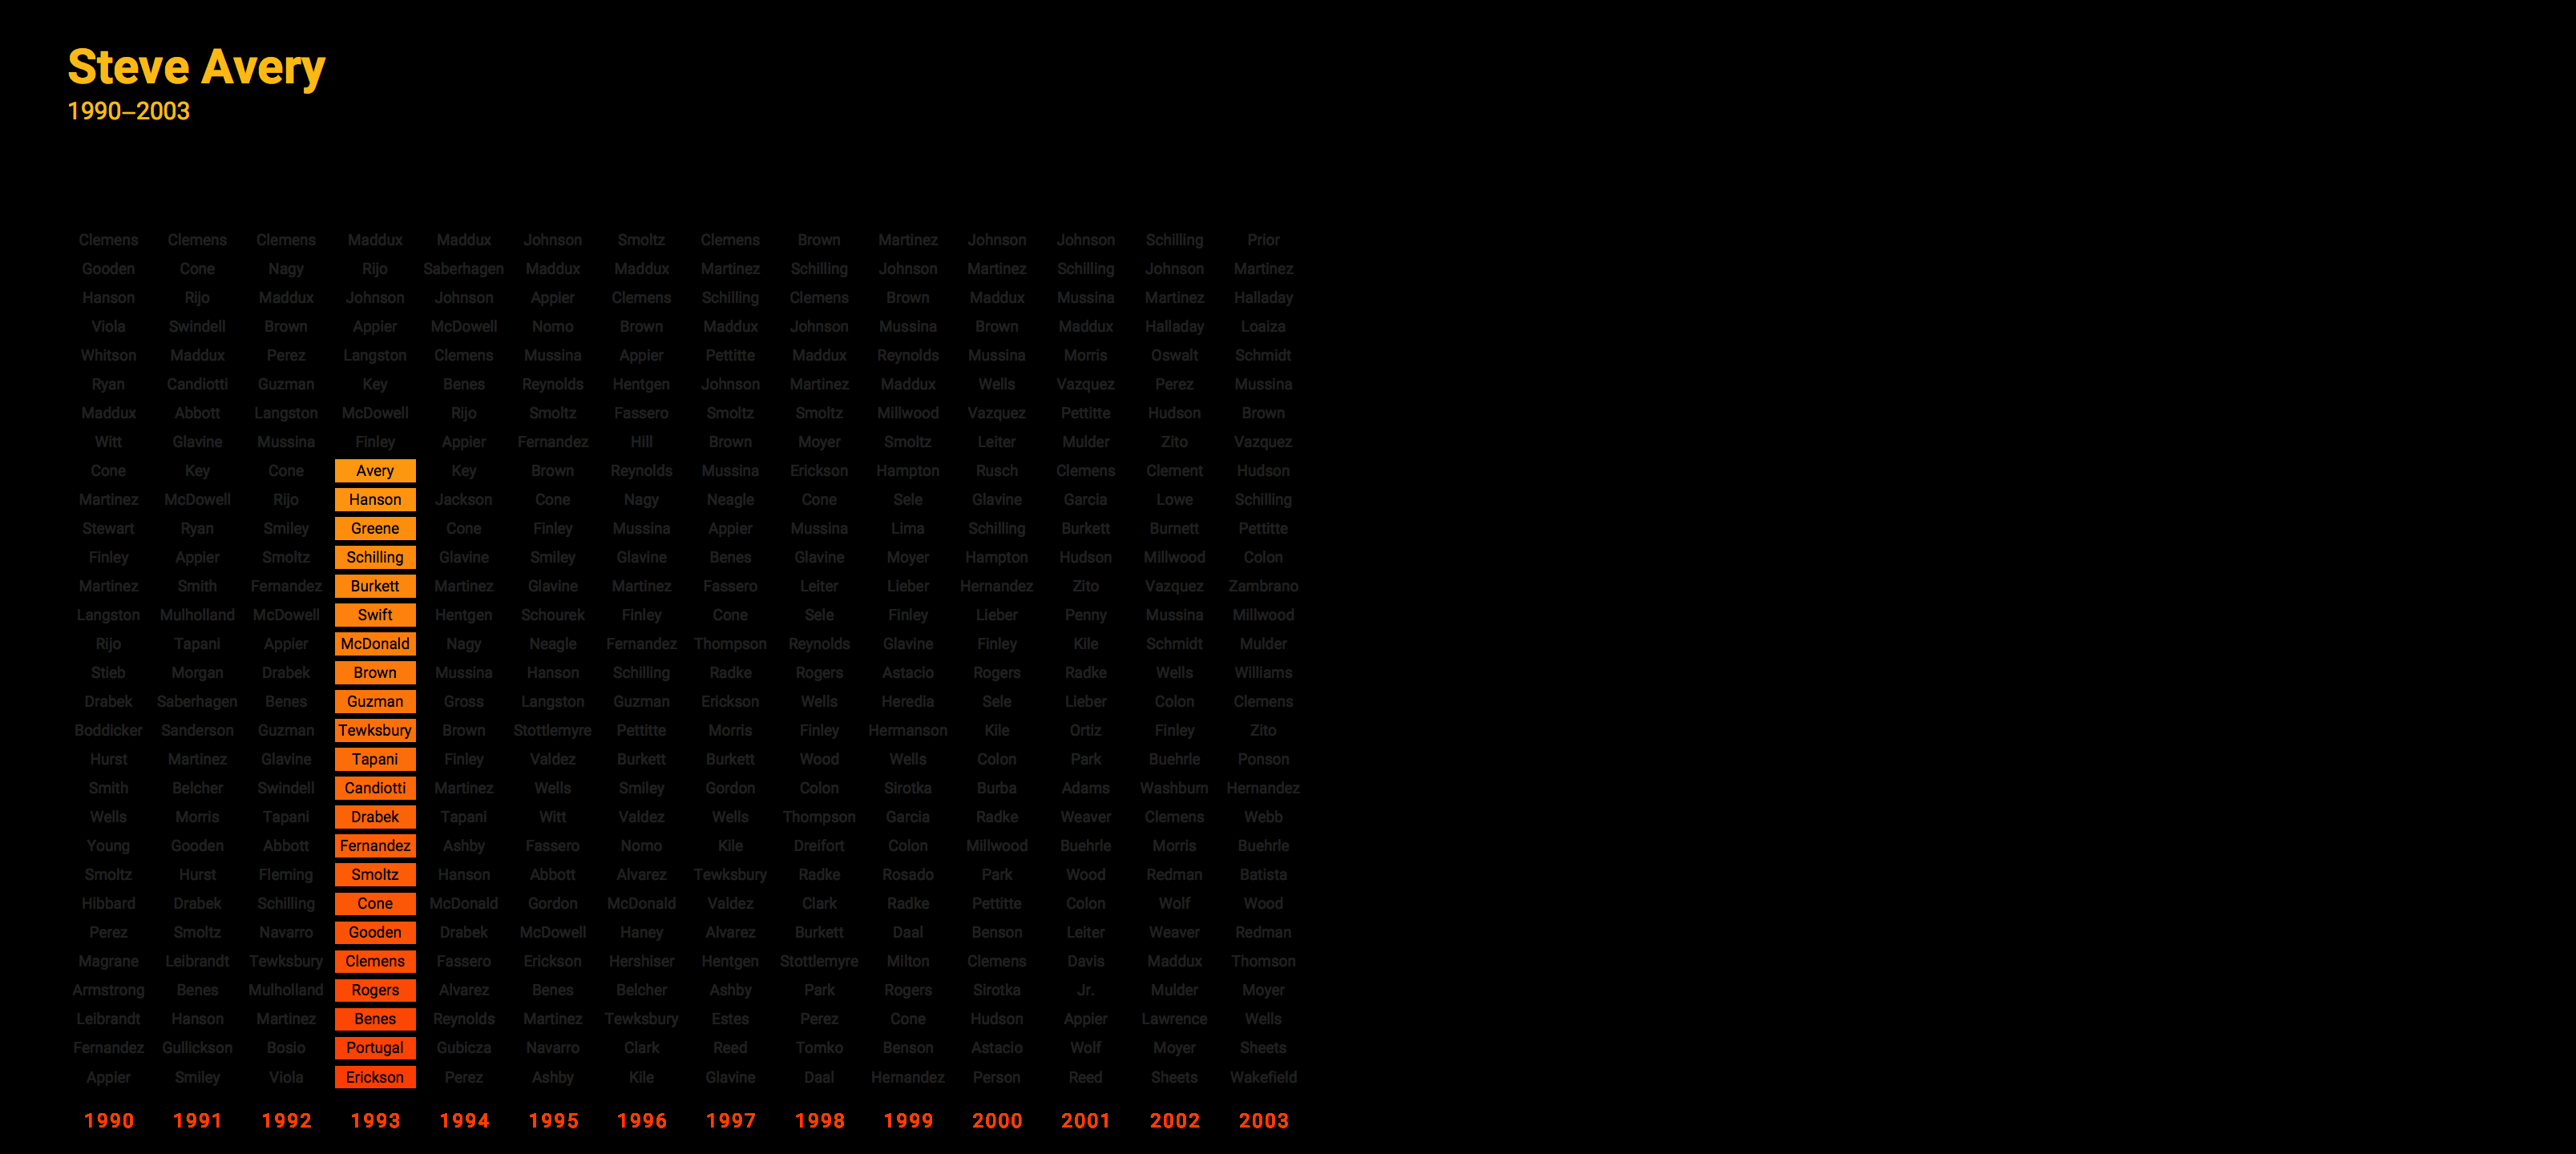 Steve Avery
1990–2003
Clemens Clemens Clemens Maddux Maddux Johnson Smoltz Clemens Brown Martinez Johnson Johnson Schilling Prior
Gooden Cone Nagy Rijo Saberhagen Maddux Maddux Martinez Schilling Johnson Martinez Schilling Johnson Martinez
Hanson Rijo Maddux Johnson Johnson Appier Clemens Schilling Clemens Brown Maddux Mussina Martinez Halladay
Viola Swindell Brown Appier McDowell Nomo Brown Maddux Johnson Mussina Brown Maddux Halladay Loaiza
Whitson Maddux Perez Langston Clemens Mussina Appier Pettitte Maddux Reynolds Mussina Morris Oswalt Schmidt
Ryan Candiotti Guzman Key Benes Reynolds Hentgen Johnson Martinez Maddux Wells Vazquez Perez Mussina
Maddux Abbott Langston McDowell Rijo Smoltz Fassero Smoltz Smoltz Millwood Vazquez Pettitte Hudson Brown
Witt Glavine Mussina Finley Appier Fernandez Hill Brown Moyer Smoltz Leiter Mulder Zito Vazquez
Cone Key Cone Avery Key Brown Reynolds Mussina Erickson Hampton Rusch Clemens Clement Hudson
Martinez McDowell Rijo Hanson Jackson Cone Nagy Neagle Cone Sele Glavine Garcia Lowe Schilling
Stewart Ryan Smiley Greene Cone Finley Mussina Appier Mussina Lima Schilling Burkett Burnett Pettitte
Finley Appier Smoltz Schilling Glavine Smiley Glavine Benes Glavine Moyer Hampton Hudson Millwood Colon
Martinez Smith Fernandez Burkett Martinez Glavine Martinez Fassero Leiter Lieber Hernandez Zito Vazquez Zambrano
Langston Mulholland McDowell Swift Hentgen Schourek Finley Cone Sele Finley Lieber Penny Mussina Millwood
Rijo Tapani Appier McDonald Nagy Neagle Fernandez Thompson Reynolds Glavine Finley Kile Schmidt Mulder
Stieb Morgan Drabek Brown Mussina Hanson Schilling Radke Rogers Astacio Rogers Radke Wells Williams
Drabek Saberhagen Benes Guzman Gross Langston Guzman Erickson Wells Heredia Sele Lieber Colon Clemens
Boddicker Sanderson Guzman Tewksbury Brown Stottlemyre Pettitte Morris Finley Hermanson Kile Ortiz Finley Zito
Hurst Martinez Glavine Tapani Finley Valdez Burkett Burkett Wood Wells Colon Park Buehrle Ponson
Smith Belcher Swindell Candiotti Martinez Wells Smiley Gordon Colon Sirotka Burba Adams Washburn Hernandez
Wells Morris Tapani Drabek Tapani Witt Valdez Wells Thompson Garcia Radke Weaver Clemens Webb
Young Gooden Abbott Fernandez Ashby Fassero Nomo Kile Dreifort Colon Millwood Buehrle Morris Buehrle
Smoltz Hurst Fleming Smoltz Hanson Abbott Alvarez Tewksbury Radke Rosado Park Wood Redman Batista
Hibbard Drabek Schilling Cone McDonald Gordon McDonald Valdez Clark Radke Pettitte Colon Wolf Wood
Perez Smoltz Navarro Gooden Drabek McDowell Haney Alvarez Burkett Daal Benson Leiter Weaver Redman
Magrane Leibrandt Tewksbury Clemens Fassero Erickson Hershiser Hentgen Stottlemyre Milton Clemens Davis Maddux Thomson
Armstrong Benes Mulholland Rogers Alvarez Benes Belcher Ashby Park Rogers Sirotka Jr. Mulder Moyer
Leibrandt Hanson Martinez Benes Reynolds Martinez Tewksbury Estes Perez Cone Hudson Appier Lawrence Wells
Fernandez Gullickson Bosio Portugal Gubicza Navarro Clark Reed Tomko Benson Astacio Wolf Moyer Sheets
Appier Smiley Viola Erickson Perez Ashby Kile Glavine Daal Hernandez Person Reed Sheets Wakefield
1990 1991 1992 1993 1994 1995 1996 1997 1998 1999 2000 2001 2002 2003